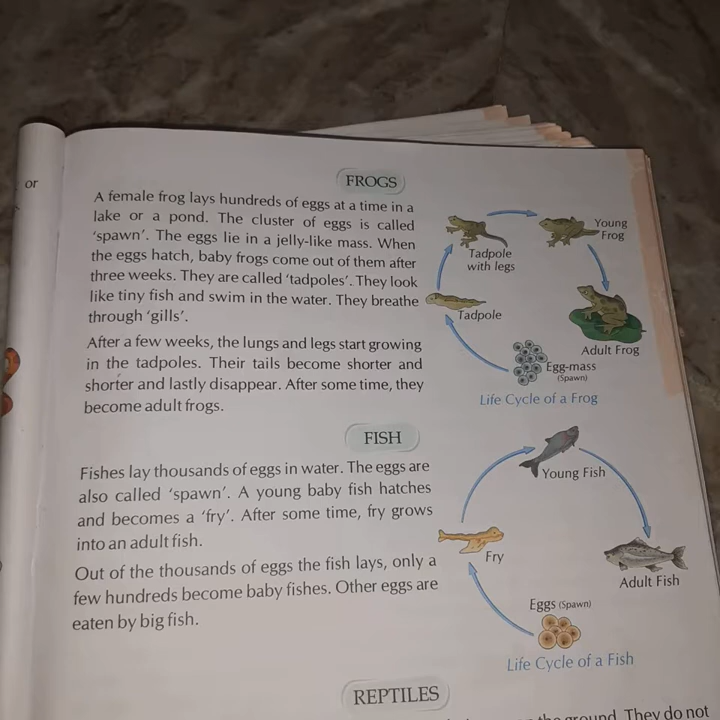 or
FROGS
A female frog lays hundreds of eggs at a time in a
lake or a pond. The cluster of eggs is called
'spawn'. The eggs lie in a jelly-like mass. When
the eggs hatch, baby frogs come out of them after
three weeks. They are called 'tadpoles'. They look
like tiny fish and swim in the water. They breathe
through 'gills'.
After a few weeks, the lungs and legs start growing
in the tadpoles. Their tails become shorter and
shorter and lastly disappear. After some time, they
become adult frogs.
Young
Frog
Tadpole
with legs
Tadpole
Adult Frog
Egg-mass
(Spawn)
Life Cycle of a Frog
FISH
Fishes lay thousands of eggs in water. The eggs are
also called 'spawn'. A young baby fish hatches
and becomes a 'fry'. After some time, fry grows
into an adult fish.
Out of the thousands of eggs the fish lays, only a
few hundreds become baby fishes. Other eggs are
eaten by big fish.
Young Fish
Fry
Adult Fish
Eggs (Spawn)
Life Cycle of a Fish
REPTILES
the ground. They do not